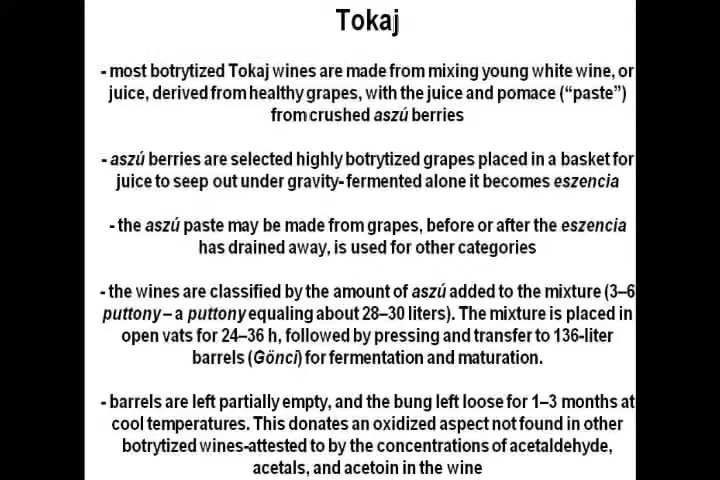 Tokaj
- most botrytized Tokaj wines are made from mixing young white wine, or
juice, derived from healthy grapes, with the juice and pomace (“paste”)
from crushed aszú berries
- aszú berries are selected highly botrytized grapes placed in a basket for
juice to seep out under gravity- fermented alone it becomes eszencia
- the aszú paste may be made from grapes, before or after the eszencia
has drained away, is used for other categories
- the wines are classified by the amount of aszú added to the mixture (3–6
puttony – a puttony equaling about 28–30 liters). The mixture is placed in
open vats for 24–36 h, followed by pressing and transfer to 136-liter
barrels (Gönci) for fermentation and maturation.
- barrels are left partially empty, and the bung left loose for 1–3 months at
cool temperatures. This donates an oxidized aspect not found in other
botrytized wines-attested to by the concentrations of acetaldehyde,
acetals, and acetoin in the wine